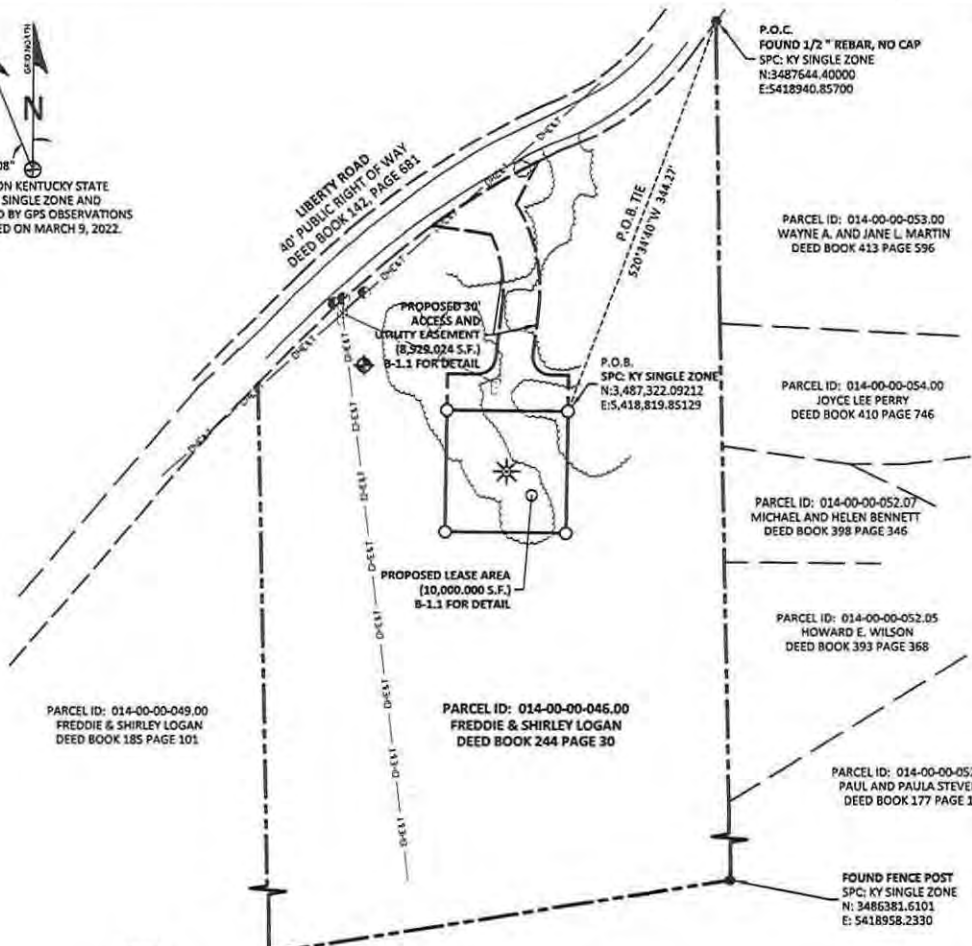 GRID NORTH
N
08"
ON KENTUCKY STATE
SINGLE ZONE AND
D BY GPS OBSERVATIONS
ED ON MARCH 9, 2022.
LIBERTY ROAD
40' PUBLIC RIGHT OF WAY
DEED BOOK 142, PAGE 681
P.O.C.
FOUND 1/2 " REBAR, NO CAP
SPC: KY SINGLE ZONE
N:3487644.40000
E:5418940.85700
P.O.B. TIE
S20°34'40"W 344.27'
PARCEL ID: 014-00-00-053.00
WAYNE A. AND JANE L. MARTIN
DEED BOOK 413 PAGE 596
PROPOSED 30'
ACCESS AND
UTILITY EASEMENT
(8,929.024 S.F.)
B-1.1 FOR DETAIL
P.O.B.
SPC: KY SINGLE ZONE
N:3,487,322.09212
E:5,418,819.85129
PARCEL ID: 014-00-00-054.00
JOYCE LEE PERRY
DEED BOOK 410 PAGE 746
PARCEL ID: 014-00-00-052.07
MICHAEL AND HELEN BENNETT
DEED BOOK 398 PAGE 346
PROPOSED LEASE AREA
(10,000.000 S.F.)
B-1.1 FOR DETAIL
PARCEL ID: 014-00-00-052.05
HOWARD E. WILSON
DEED BOOK 393 PAGE 368
PARCEL ID: 014-00-00-049.00
FREDDIE & SHIRLEY LOGAN
DEED BOOK 185 PAGE 101
PARCEL ID: 014-00-00-046.00
FREDDIE & SHIRLEY LOGAN
DEED BOOK 244 PAGE 30
PARCEL ID: 014-00-00-05
PAUL AND PAULA STEVE
DEED BOOK 177 PAGE 1
FOUND FENCE POST
SPC: KY SINGLE ZONE
N: 3486381.6101
E: 5418958.2330